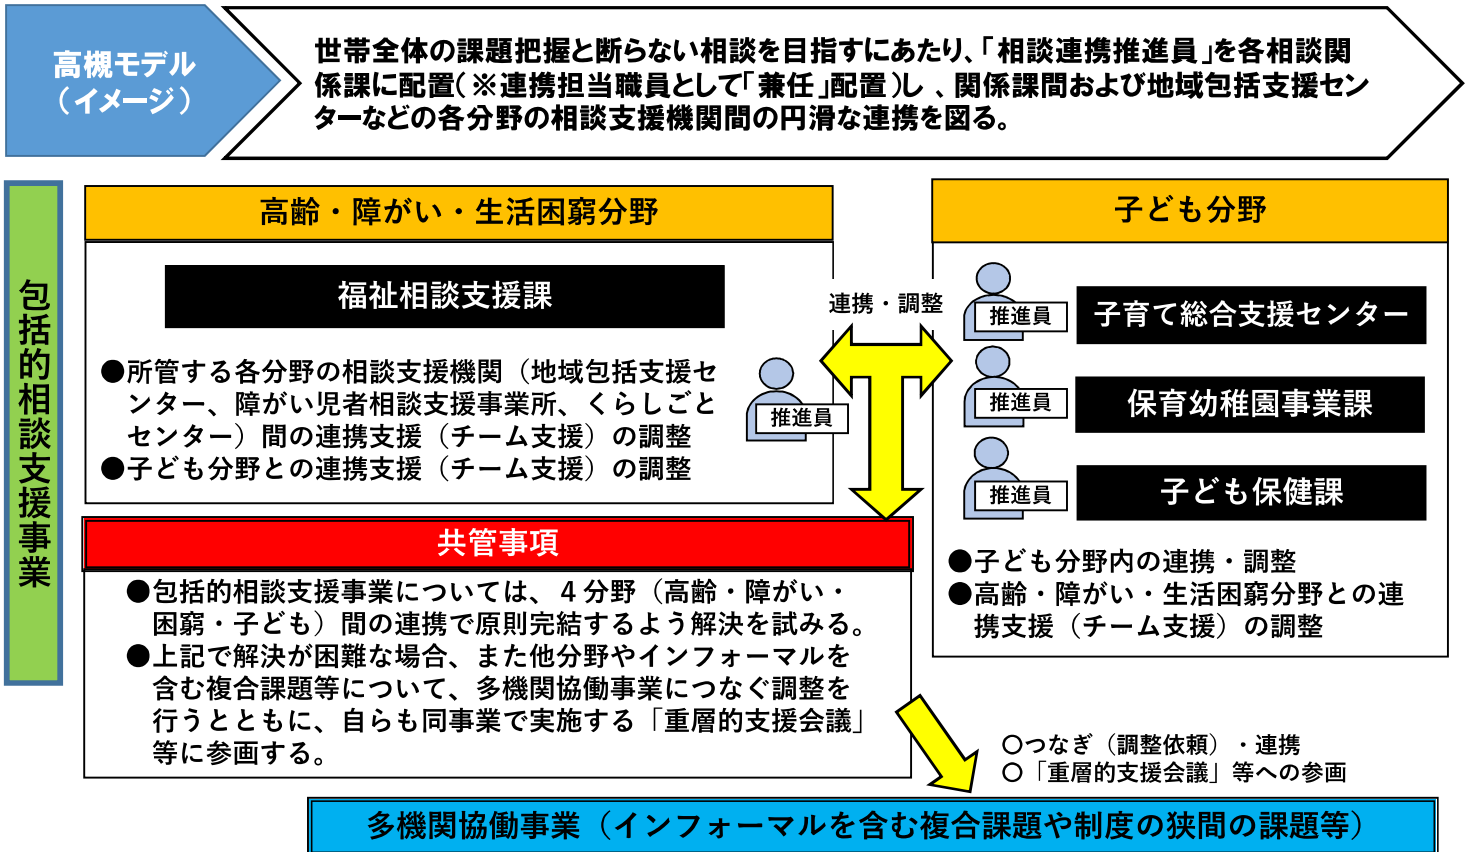 高槻モデル
（イメージ）
世帯全体の課題把握と断らない相談を目指すにあたり、「相談連携推進員」を各相談関
係課に配置（※連携担当職員として「兼任」配置）し 、関係課間および地域包括支援セン
ターなどの各分野の相談支援機関間の円滑な連携を図る。
包括的相談支援事業
高齢・障がい・生活困窮分野
福祉相談支援課
●所管する各分野の相談支援機関（地域包括支援セ
ンター、障がい児者相談支援事業所、くらしごと
センター）間の連携支援（チーム支援）の調整
●子ども分野との連携支援（チーム支援）の調整
推進員
連携・調整
子ども分野
推進員
子育て総合支援センター
推進員
保育幼稚園事業課
推進員
子ども保健課
●子ども分野内の連携・調整
●高齢・障がい・生活困窮分野との連
携支援（チーム支援）の調整
共管事項
●包括的相談支援事業については、４分野（高齢・障がい・
困窮・子ども）間の連携で原則完結するよう解決を試みる。
●上記で解決が困難な場合、また他分野やインフォーマルを
含む複合課題等について、多機関協働事業につなぐ調整を
行うとともに、自らも同事業で実施する「重層的支援会議」
等に参画する。
〇つなぎ（調整依頼）・連携
〇「重層的支援会議」等への参画
多機関協働事業（インフォーマルを含む複合課題や制度の狭間の課題等）